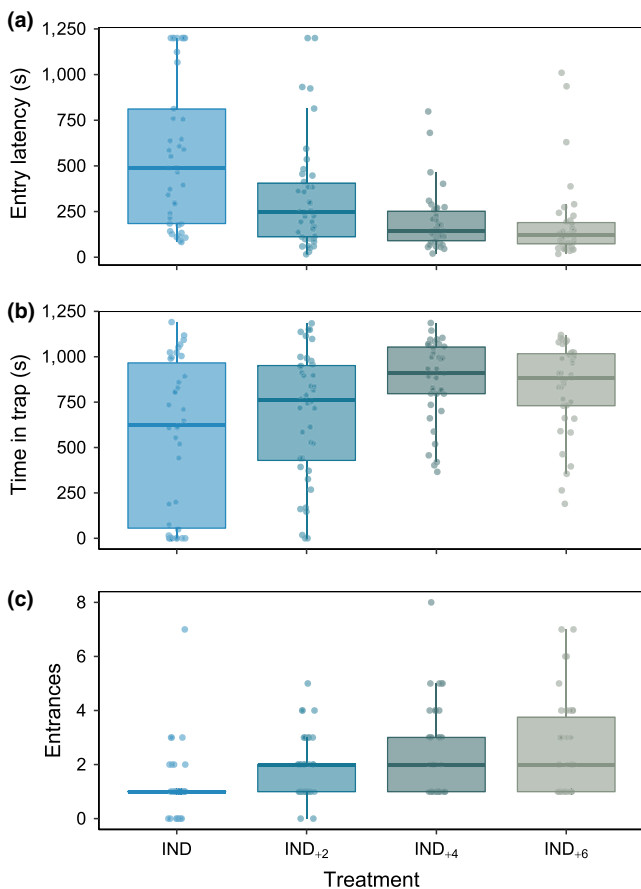 (a)
1,250
1,000
750
500
250
0
Entry latency (s)
(b)
1,250
1,000
750
500
250
0
Time in trap (s)
(c)
8
6
4
2
0
Entrances
IND IND+2 IND+4 IND+6
Treatment